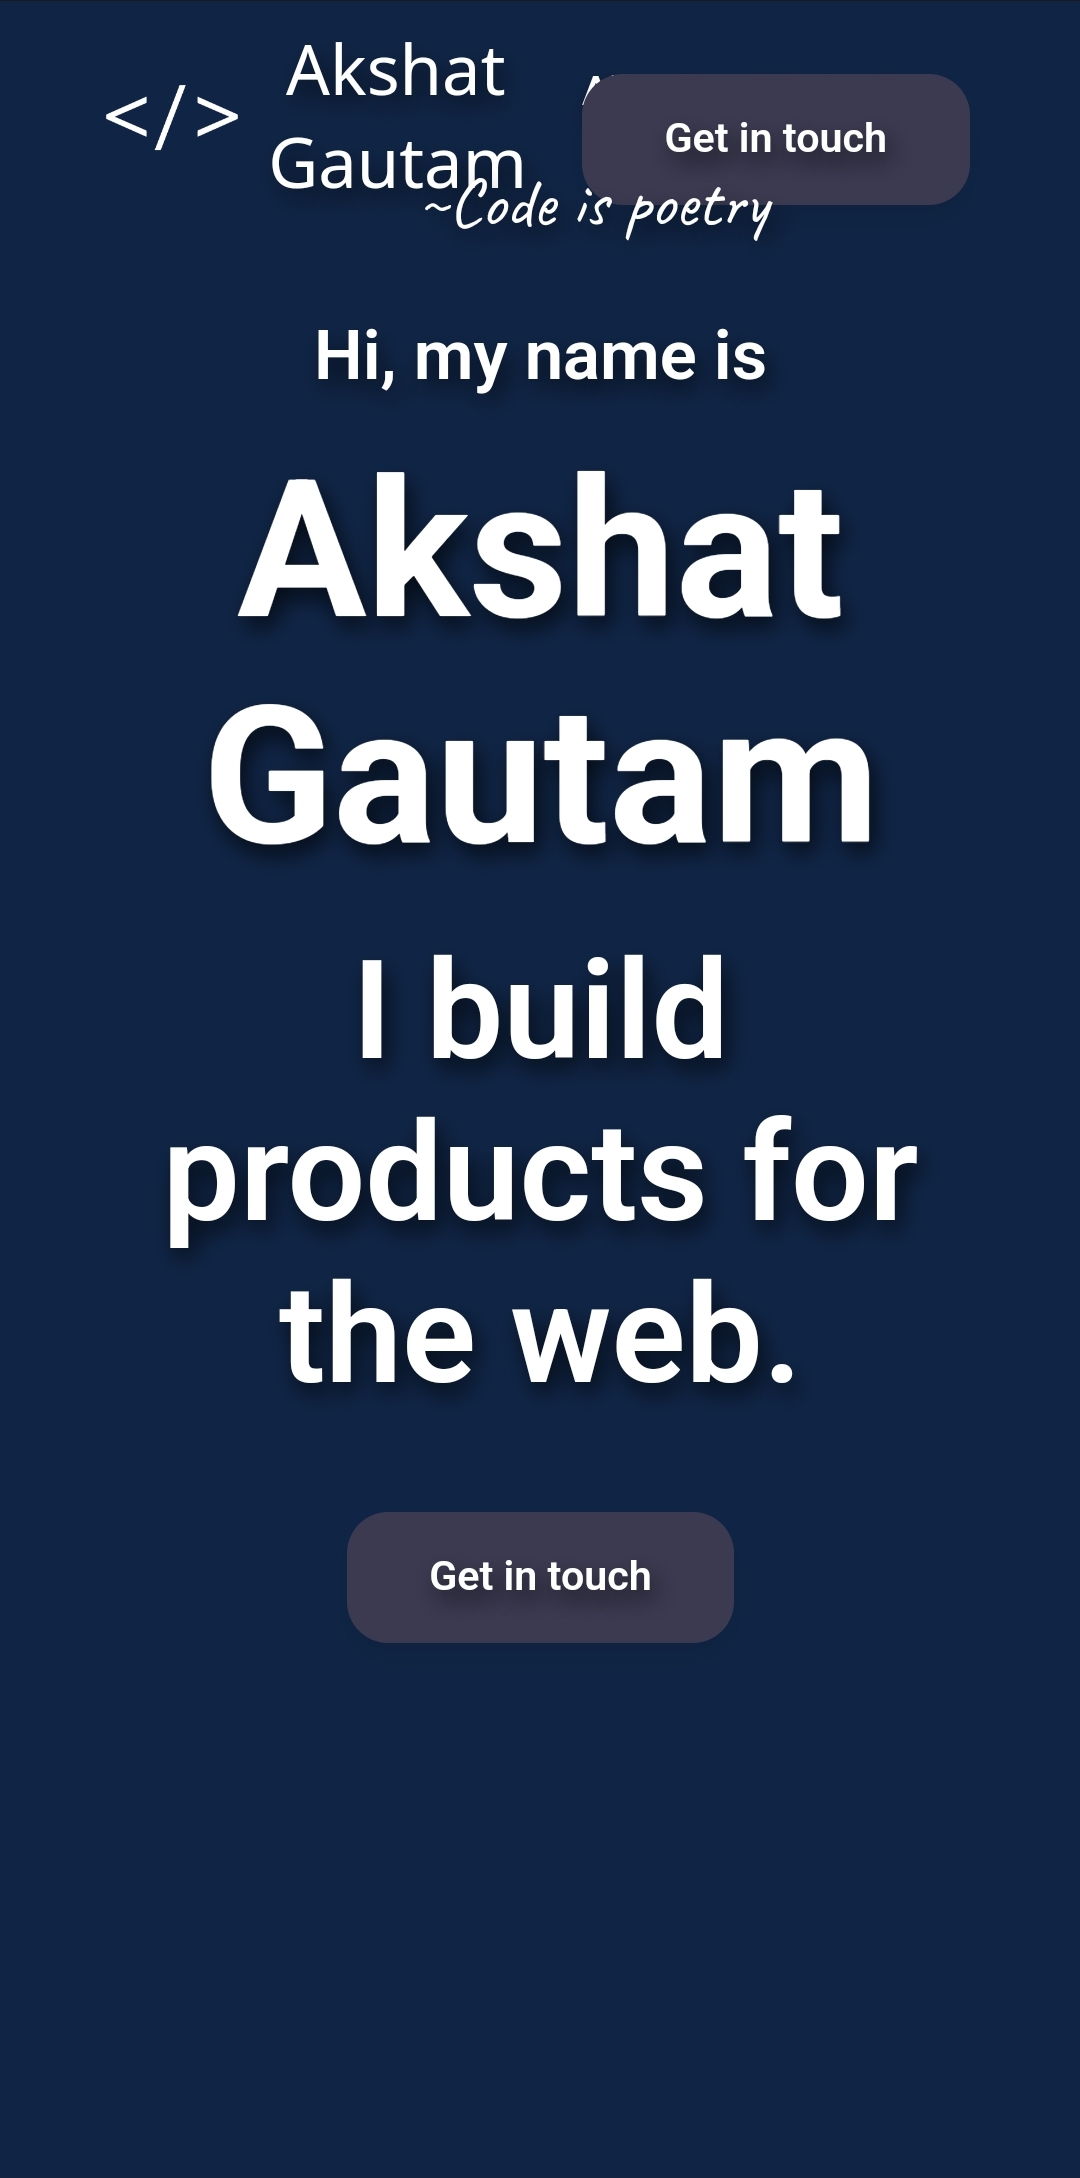 </>
Akshat
Gautam
Get in touch
~Code is poetry
Hi, my name is
Akshat
Gautam
I build
products for
the web.
Get in touch